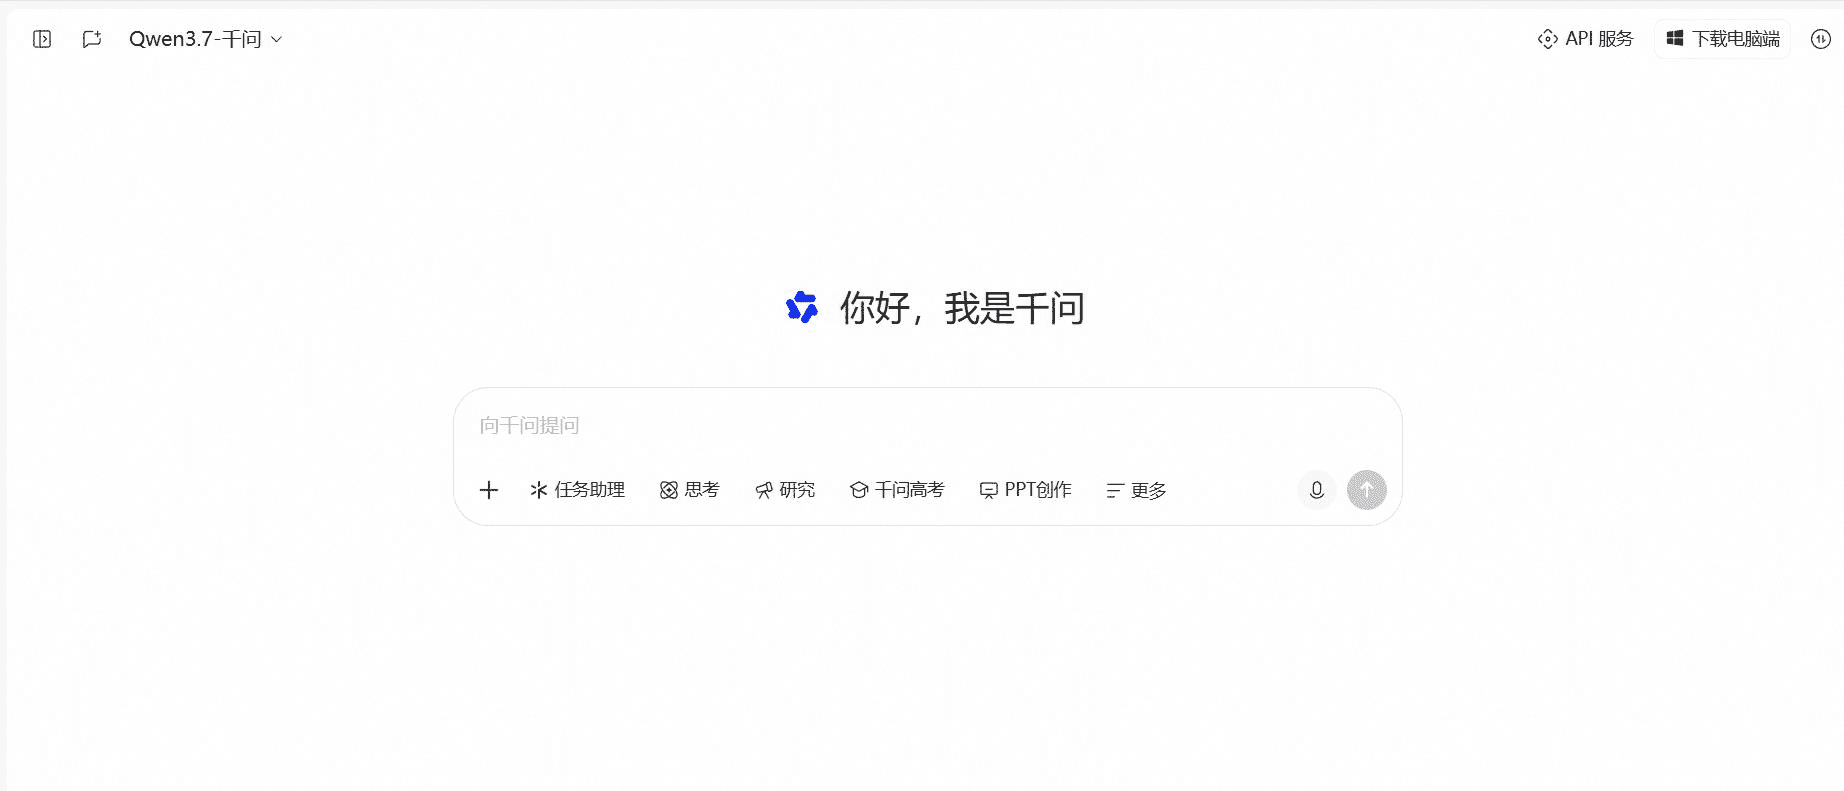 Qwen3.7-千问
API 服务
下载电脑端
你好，我是千问
向千问提问
任务助理 思考 研究 千问高考 PPT创作 更多